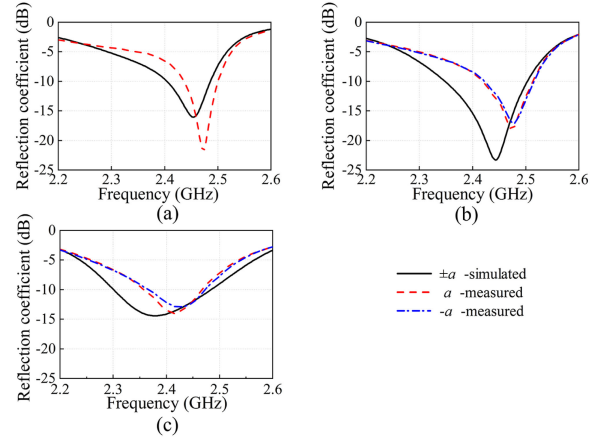 Reflection coefficient (dB)
0
-5
-10
-15
-20
-25
2.2 2.3 2.4 2.5 2.6
Frequency (GHz)
(a)
Reflection coefficient (dB)
0
-5
-10
-15
-20
-25
2.2 2.3 2.4 2.5 2.6
Frequency (GHz)
(b)
Reflection coefficient (dB)
0
-5
-10
-15
-20
-25
2.2 2.3 2.4 2.5 2.6
Frequency (GHz)
(c)
±a -simulated
a -measured
-a -measured